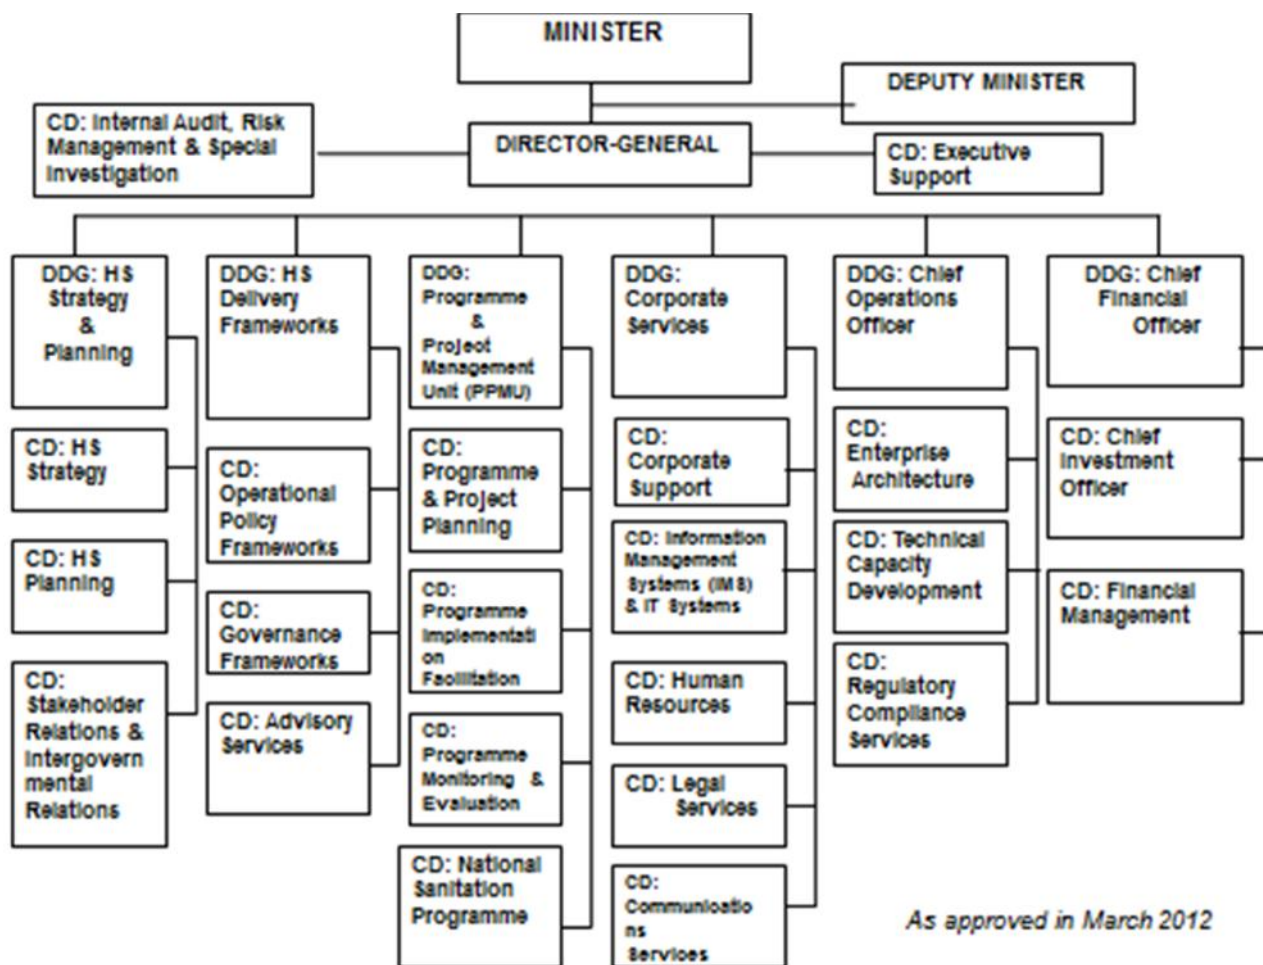 MINISTER
DEPUTY MINISTER
CD: Internal Audit, Risk
Management & Special
Investigation
DIRECTOR-GENERAL
CD: Executive
Support
DDG: HS
Strategy
&
Planning
CD: HS
Strategy
CD: HS
Planning
CD:
Stakeholder
Relations &
Intergovern
mental
Relations
DDG: HS
Delivery
Frameworks
CD:
Operational
Policy
Frameworks
CD:
Governance
Frameworks
CD: Advisory
Services
DDG:
Programme
&
Project
Management
Unit (PPMU)
CD:
Programme
& Project
Planning
CD:
Programme
Implementati
on
Facilitation
CD:
Programme
Monitoring &
Evaluation
CD: National
Sanitation
Programme
DDG:
Corporate
Services
CD:
Corporate
Support
CD: Information
Management
Systems (IMS)
& IT Systems
CD: Human
Resources
CD: Legal
Services
CD:
Communicatio
ns
Services
DDG: Chief
Operations
Officer
CD:
Enterprise
Architecture
CD: Technical
Capacity
Development
CD:
Regulatory
Compliance
Services
DDG: Chief
Financial
Officer
CD: Chief
Investment
Officer
CD: Financial
Management
As approved in March 2012